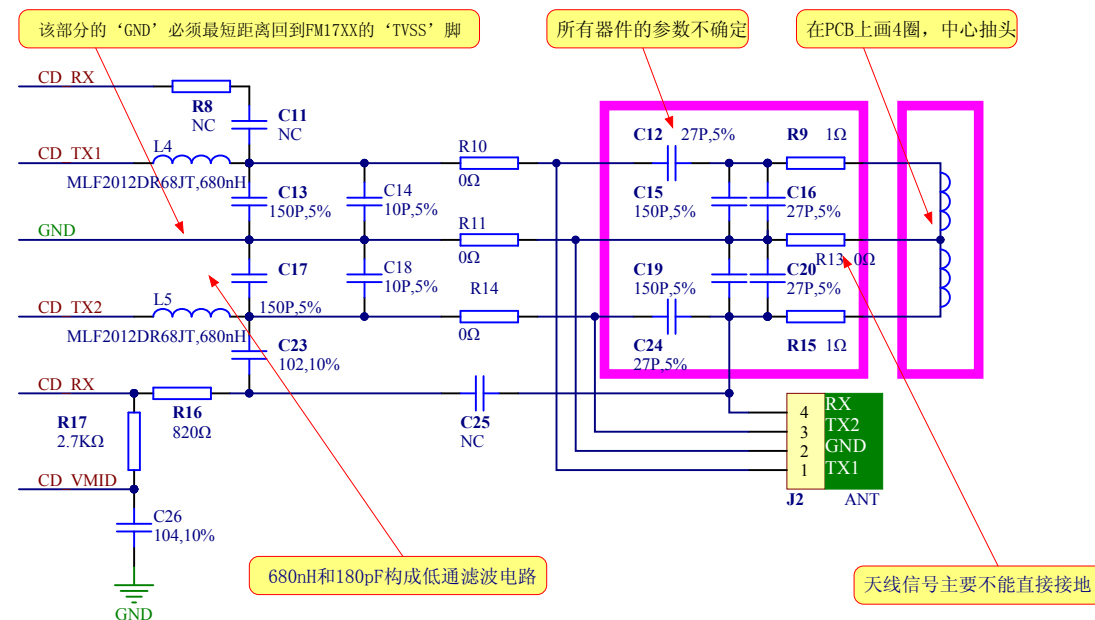 该部分的‘GND’必须最短距离回到FM17XX的‘TVSS’脚
所有器件的参数不确定
在PCB上画4圈，中心抽头
CD_RX
R8
NC
C11
NC
CD_TX1
L4
MLF2012DR68JT,680nH
C13
150P,5%
C14
10P,5%
R10
0Ω
C12
27P,5%
R9
1Ω
C15
150P,5%
C16
27P,5%
GND
R11
0Ω
R13
0Ω
C17
150P,5%
C18
10P,5%
C19
150P,5%
C20
27P,5%
CD_TX2
L5
MLF2012DR68JT,680nH
R14
0Ω
C24
27P,5%
R15
1Ω
C23
102,10%
CD_RX
R17
2.7KΩ
R16
820Ω
C25
NC
4
RX
3
TX2
2
GND
1
TX1
J2
ANT
CD_VMID
C26
104,10%
GND
680nH和180pF构成低通滤波电路
天线信号主要不能直接接地